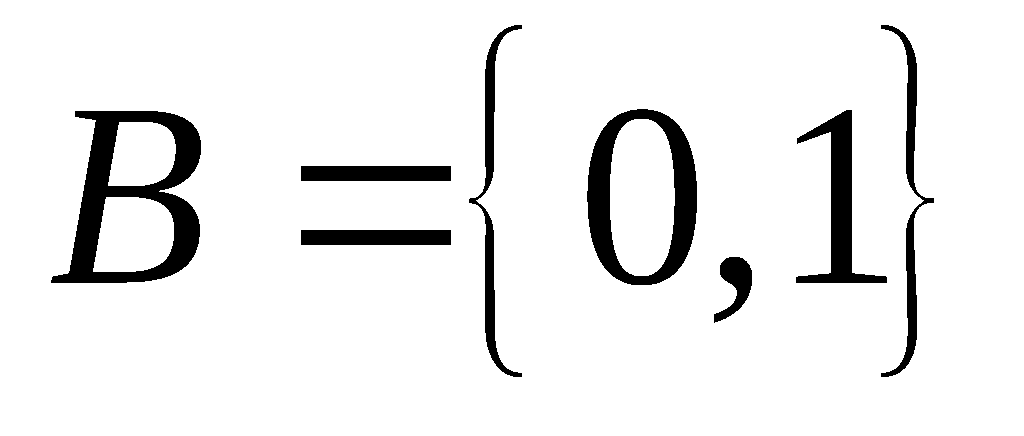 B = { 0,1}